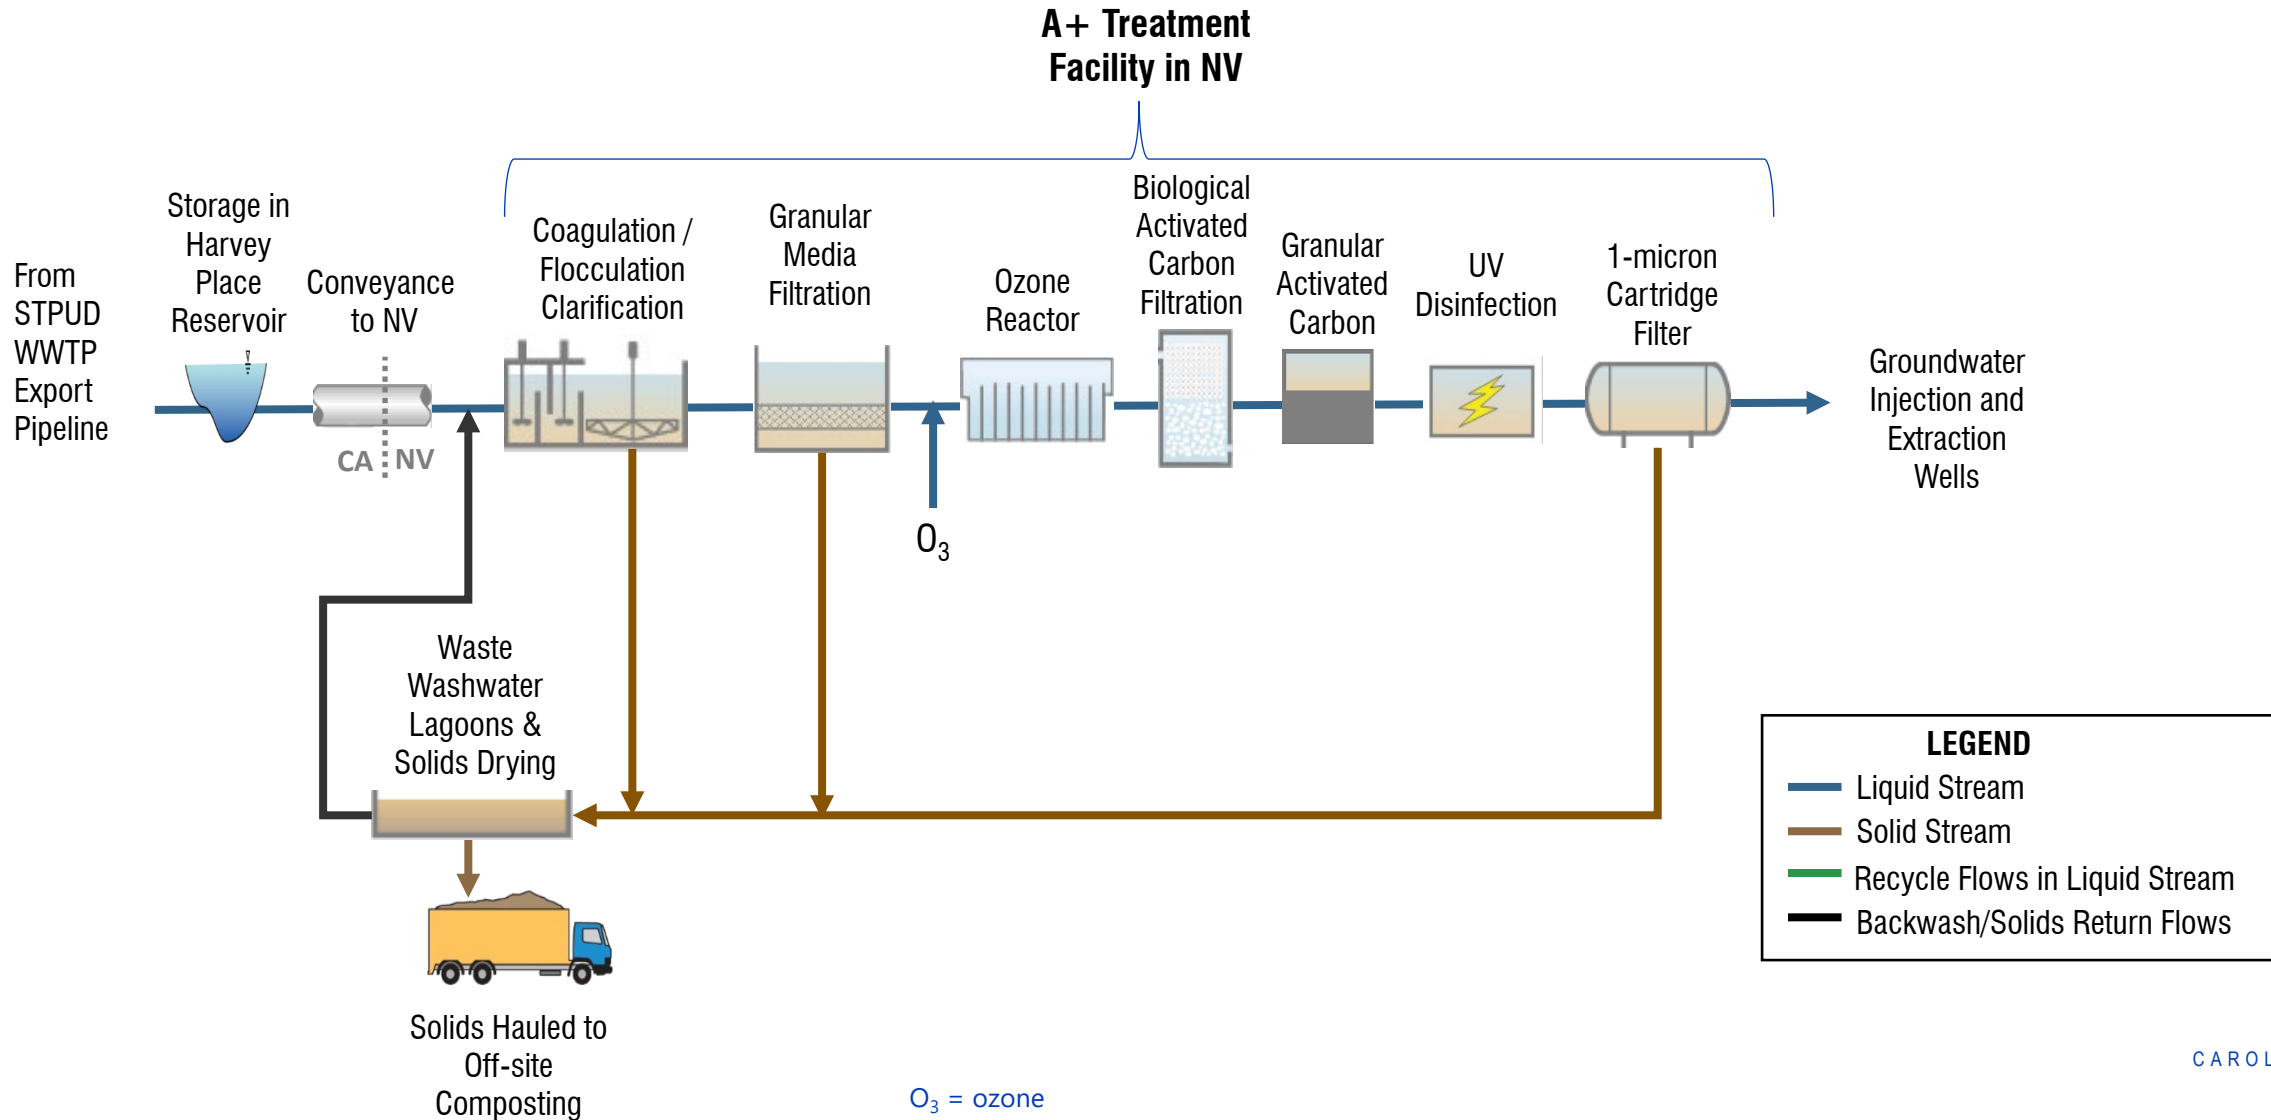 A+ Treatment
Facility in NV
From
STPUD
WWTP
Export
Pipeline
Storage in
Harvey
Place
Reservoir
Conveyance
to NV
CA
NV
Coagulation /
Flocculation
Clarification
Granular
Media
Filtration
O3
Ozone
Reactor
Biological
Activated
Carbon
Filtration
Granular
Activated
Carbon
UV
Disinfection
1-micron
Cartridge
Filter
Groundwater
Injection and
Extraction
Wells
Waste
Washwater
Lagoons &
Solids Drying
Solids Hauled to
Off-site
Composting
LEGEND
Liquid Stream
Solid Stream
Recycle Flows in Liquid Stream
Backwash/Solids Return Flows
O3 = ozone
CAROL